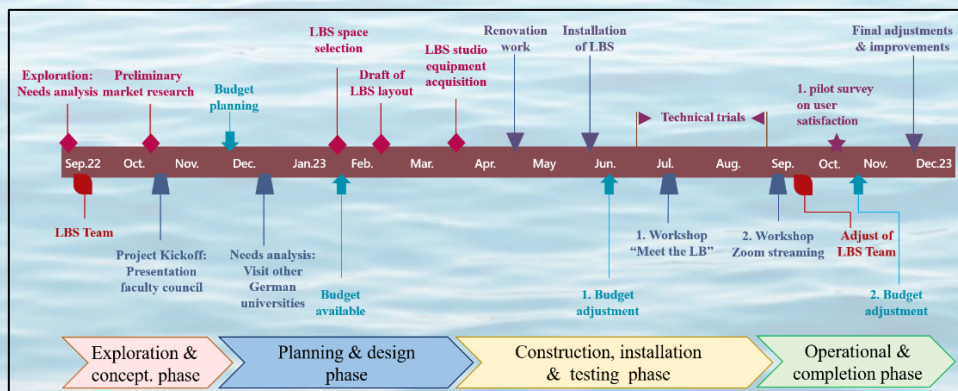 Exploration:
Needs analysis
Preliminary
market research
Budget
planning
LBS space
selection
Draft of
LBS layout
LBS studio
equipment
acquisition
Renovation
work
Installation
of LBS
Technical trials
1. pilot survey
on user
satisfaction
Final adjustments
& improvements
Sep.22 Oct. Nov. Dec. Jan.23 Feb. Mar. Apr. May Jun. Jul. Aug. Sep. Oct. Nov. Dec.23
LBS Team
Project Kickoff:
Presentation
faculty council
Needs analysis:
Visit other
German
universities
Budget
available
1. Budget
adjustment
1. Workshop
“Meet the LB”
2. Workshop
Zoom streaming
Adjust of
LBS Team
2. Budget
adjustment
Exploration &
concept. phase
Planning & design
phase
Construction, installation
& testing phase
Operational &
completion phase